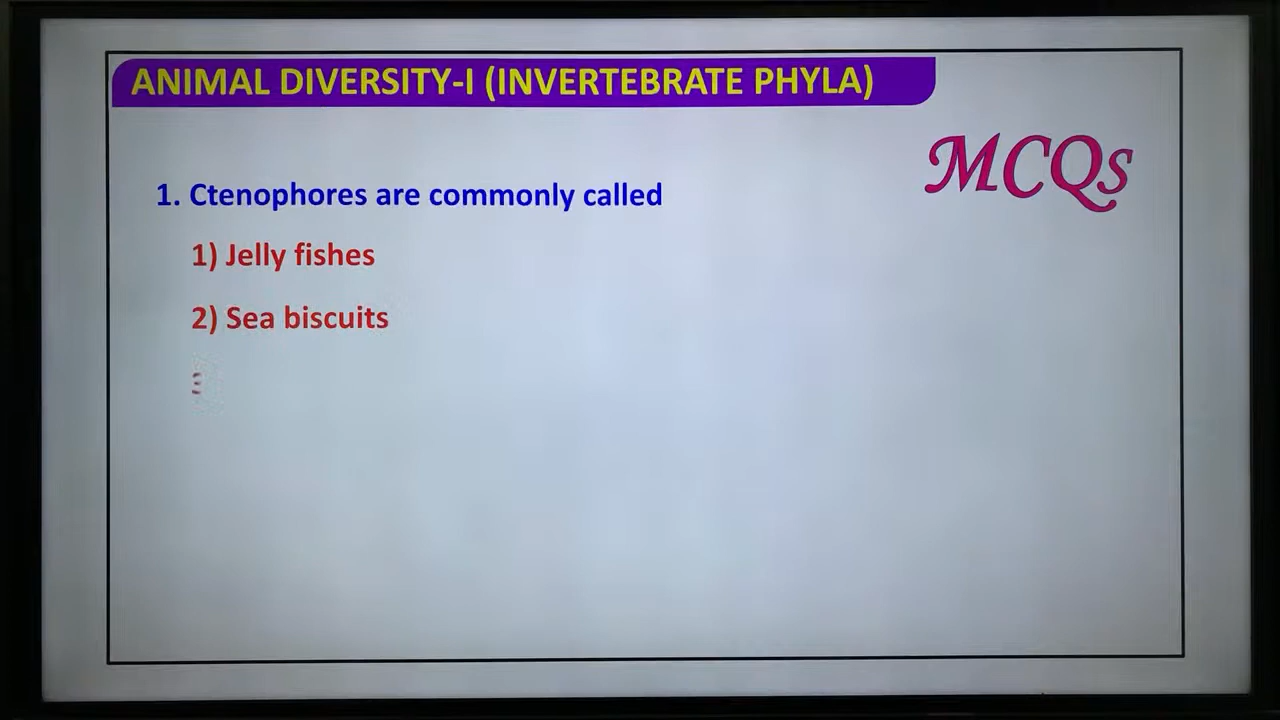 ANIMAL DIVERSITY-I (INVERTEBRATE PHYLA)
MCQs
1. Ctenophores are commonly called
1) Jelly fishes
2) Sea biscuits